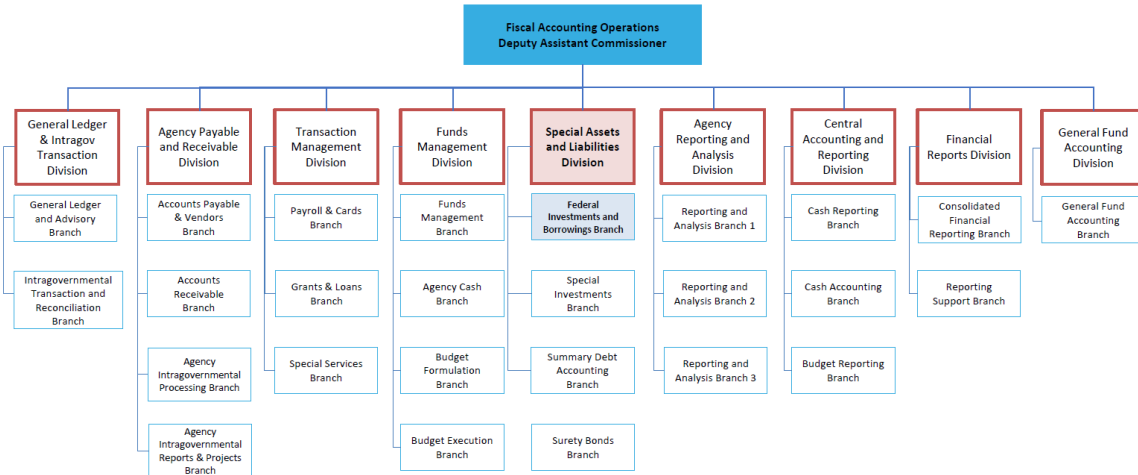 Fiscal Accounting Operations
Deputy Assistant Commissioner
General Ledger
& Intragov
Transaction
Division
General Ledger
and Advisory
Branch
Intragovernmental
Transaction and
Reconciliation
Branch
Agency Payable
and Receivable
Division
Accounts Payable
& Vendors
Branch
Accounts
Receivable
Branch
Agency
Intragovernmental
Processing Branch
Agency
Intragovernmental
Reports & Projects
Branch
Transaction
Management
Division
Payroll & Cards
Branch
Grants & Loans
Branch
Special Services
Branch
Funds
Management
Division
Funds
Management
Branch
Agency Cash
Branch
Budget
Formulation
Branch
Budget Execution
Branch
Special Assets
and Liabilities
Division
Federal
Investments and
Borrowings Branch
Special
Investments
Branch
Summary Debt
Accounting
Branch
Surety Bonds
Branch
Agency
Reporting and
Analysis
Division
Reporting and
Analysis Branch 1
Reporting and
Analysis Branch 2
Reporting and
Analysis Branch 3
Central
Accounting and
Reporting
Division
Cash Reporting
Branch
Cash Accounting
Branch
Budget Reporting
Branch
Financial
Reports Division
Consolidated
Financial
Reporting Branch
Reporting
Support Branch
General Fund
Accounting
Division
General Fund
Accounting
Branch